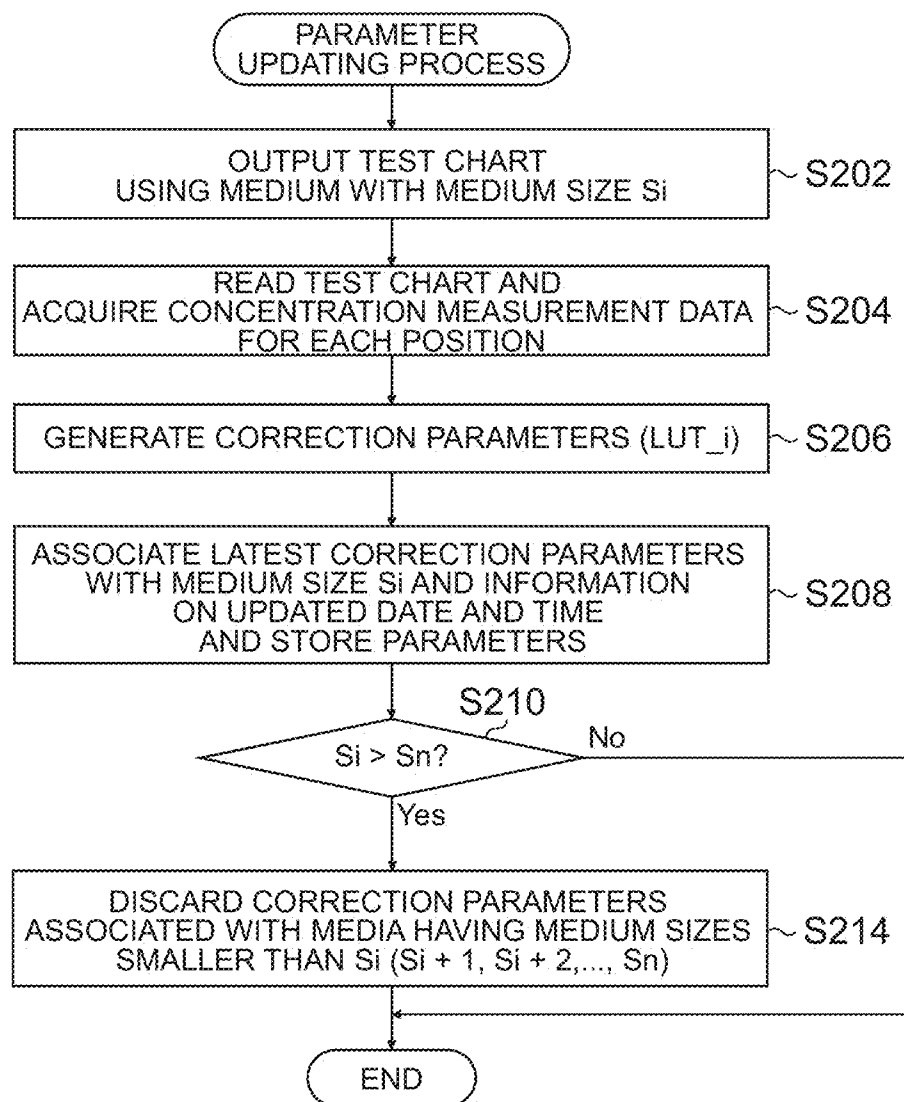 PARAMETER
UPDATING PROCESS
OUTPUT TEST CHART
USING MEDIUM WITH MEDIUM SIZE Si
S202
READ TEST CHART AND
ACQUIRE CONCENTRATION MEASUREMENT DATA
FOR EACH POSITION
S204
GENERATE CORRECTION PARAMETERS (LUT_i)
S206
ASSOCIATE LATEST CORRECTION PARAMETERS
WITH MEDIUM SIZE Si AND INFORMATION
ON UPDATED DATE AND TIME
AND STORE PARAMETERS
S208
S210
Si > Sn?
No
Yes
DISCARD CORRECTION PARAMETERS
ASSOCIATED WITH MEDIA HAVING MEDIUM SIZES
SMALLER THAN Si (Si + 1, Si + 2,..., Sn)
S214
END